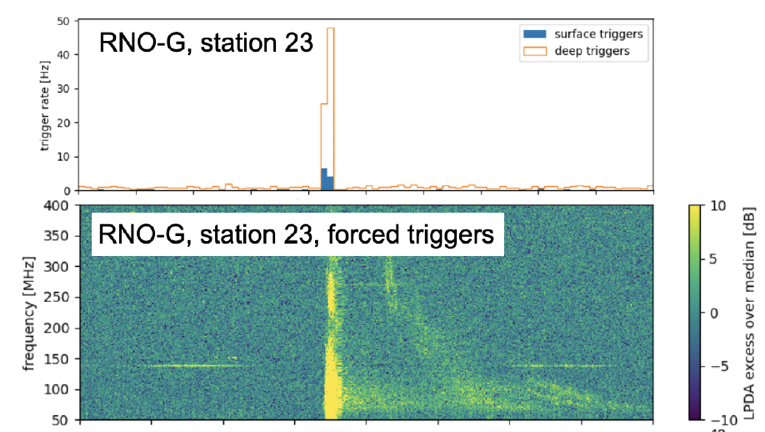 RNO-G, station 23
surface triggers
deep triggers
trigger rate [Hz]
50
40
30
20
10
0
RNO-G, station 23, forced triggers
frequency [MHz]
400
350
300
250
200
150
100
50
10
5
0
−5
−10
LPDA excess over median [dB]